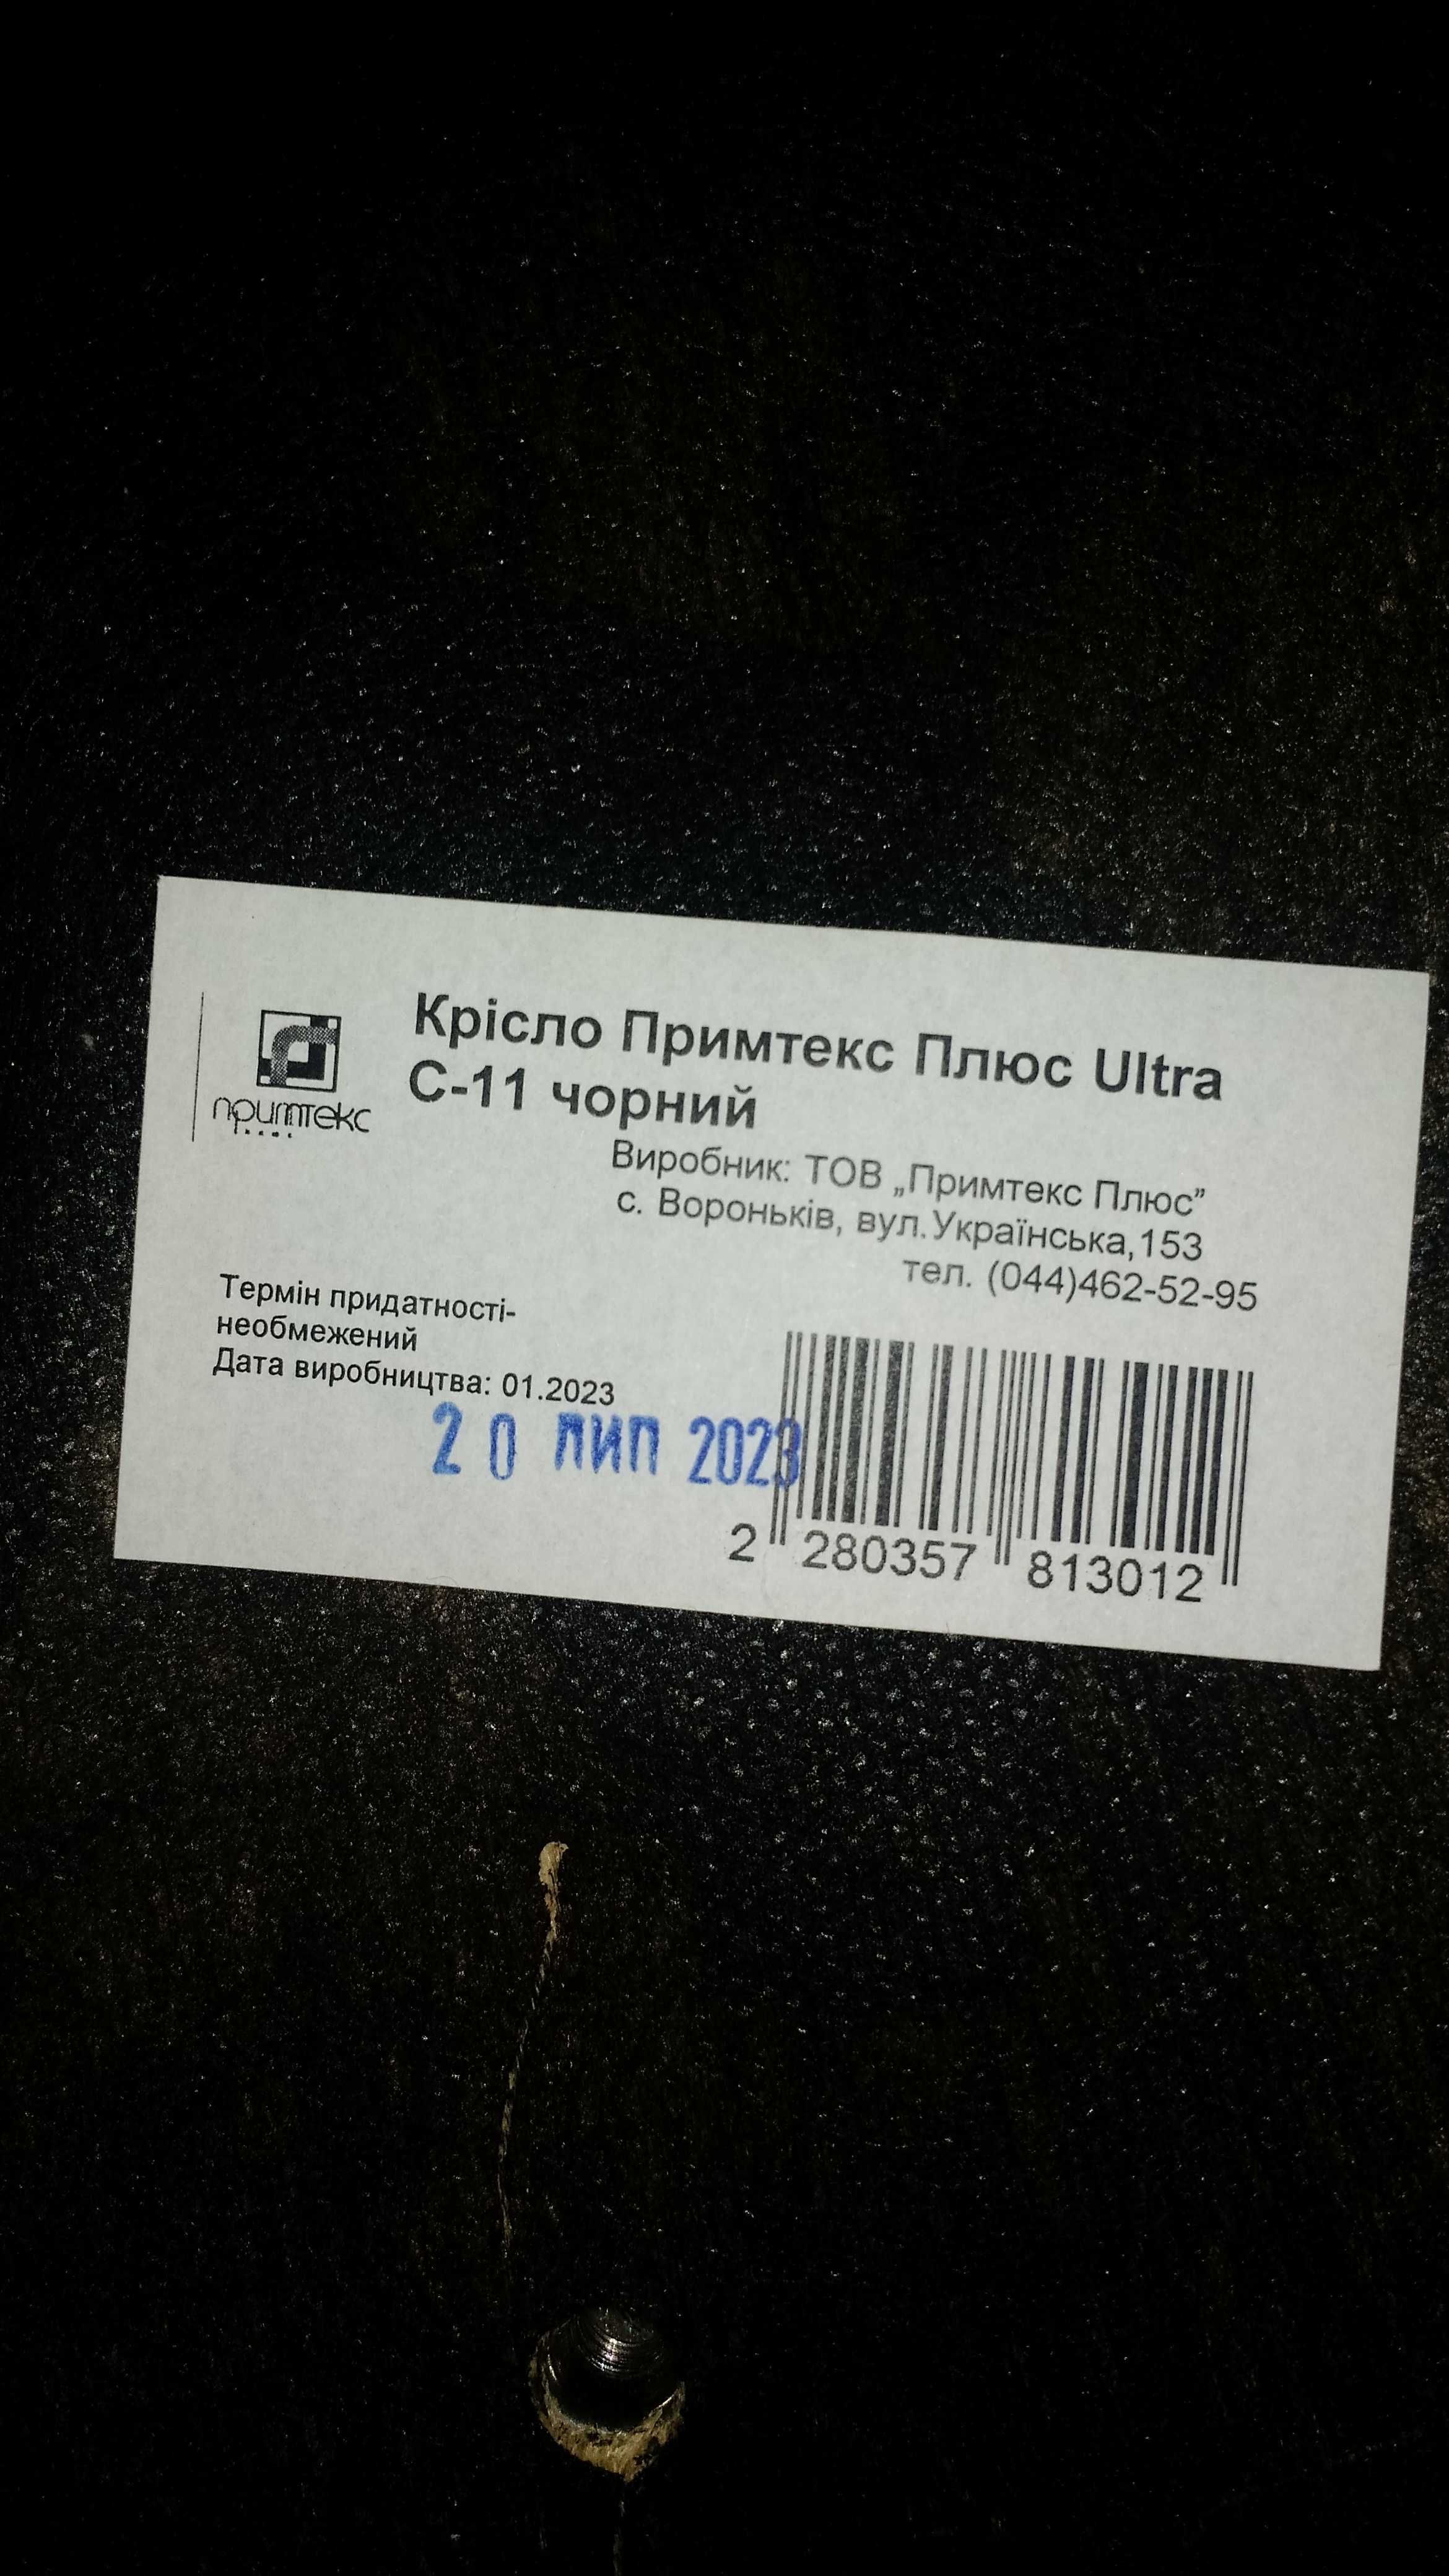 примтекс
Крісло Примтекс Плюс Ultra
С-11 чорний
Виробник: ТОВ „Примтекс Плюс”
с. Вороньків, вул.Українська,153
тел. (044)462-52-95
Термін придатності-
необмежений
Дата виробництва: 01.2023
20 ЛИП 2023
2 280357 813012